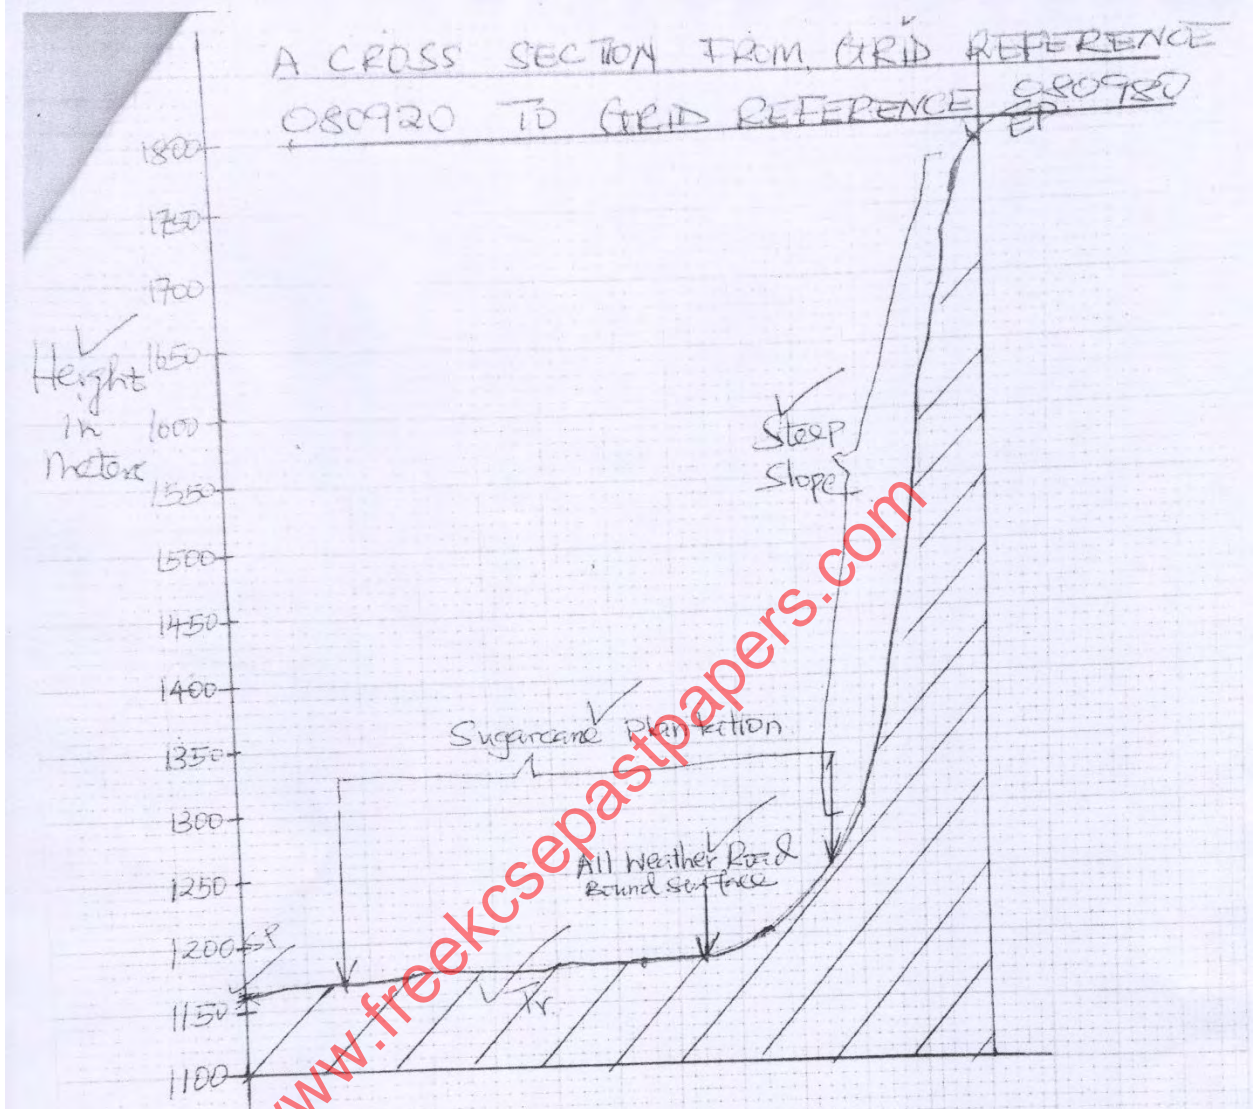 A CROSS SECTION FROM GRID REFERENCE
080920 TO GRID REFERENCE 080980
EP
1800
1750
1700
1650
1600
1550
1500
1450
1400
1350
1300
1250
1200
1150
1100
Height
in
meters
Steep
Slope
Sugarcane Plantation
All Weather Road
Bound Surface
SP
Tr
www.freekcsepastpapers.com